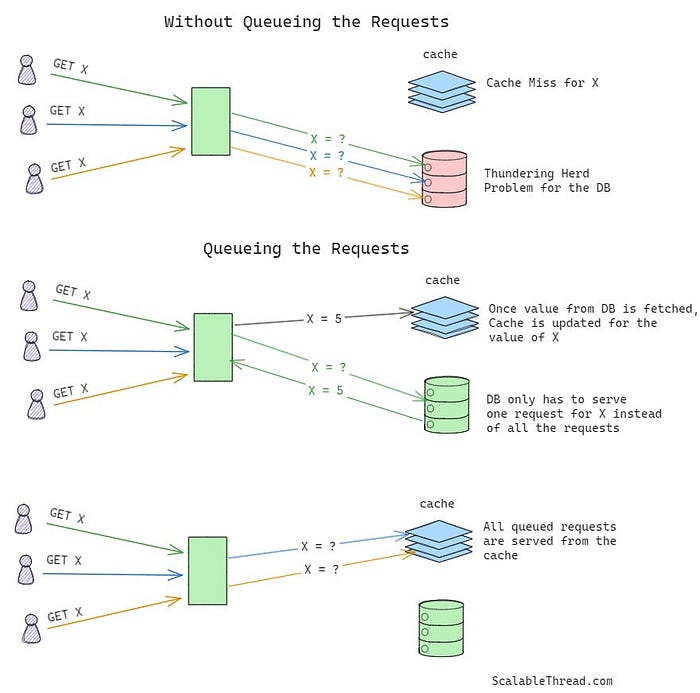 Without Queueing the Requests
cache
GET X
Cache Miss for X
GET X
X = ?
X = ?
GET X
X = ?
Thundering Herd
Problem for the DB
Queueing the Requests
cache
GET X
Once value from DB is fetched,
X = 5
Cache is updated for the
value of X
GET X
X = ?
GET X
X = 5
DB only has to serve
one request for X instead
of all the requests
cache
GET X
All queued requests
are served from the
cache
X = ?
GET X
X = ?
GET X
ScalableThread.com